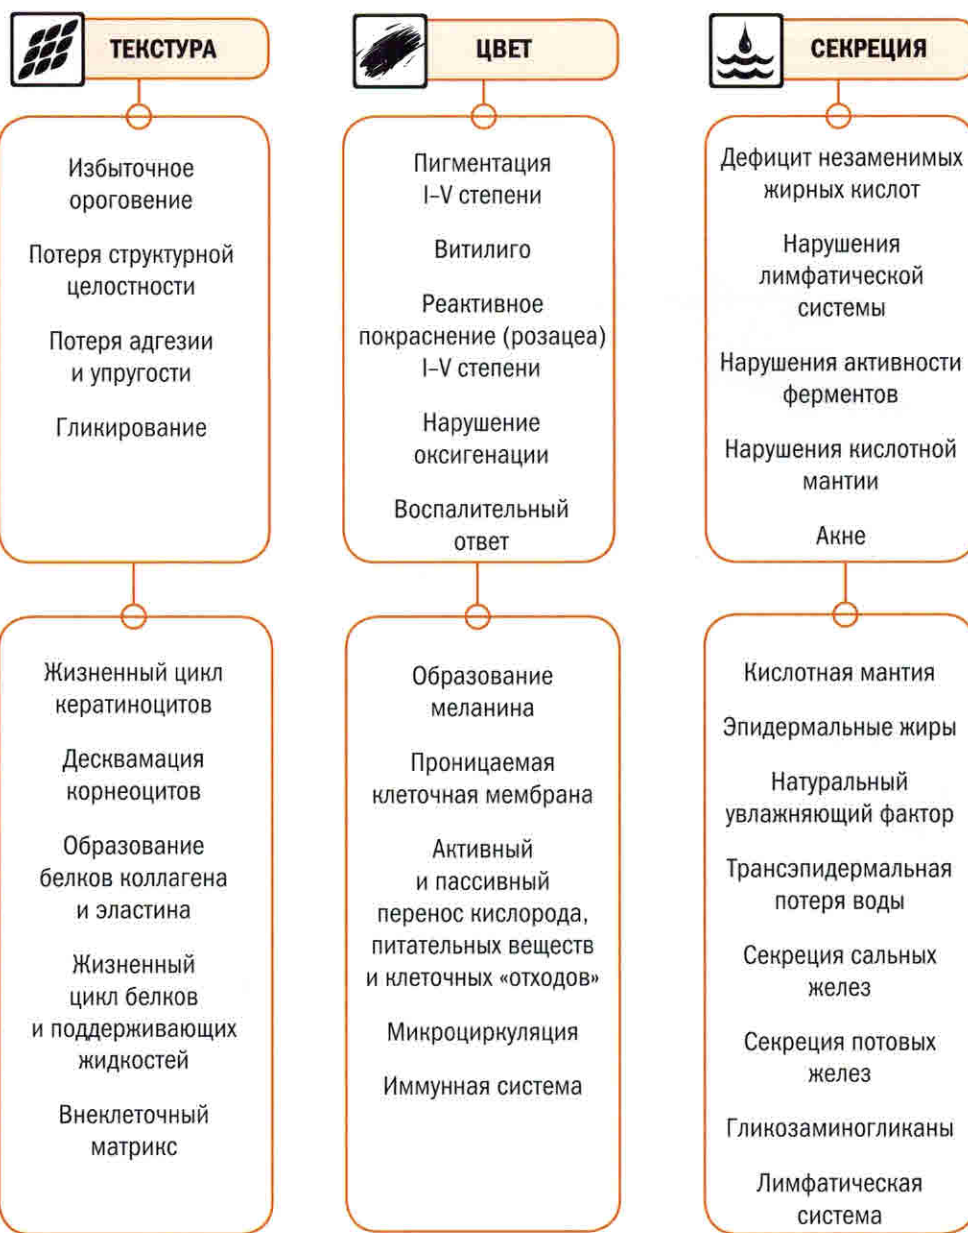 ТЕКСТУРА
Избыточное
ороговение
Потеря структурной
целостности
Потеря адгезии
и упругости
Гликирование
Жизненный цикл
кератиноцитов
Десквамация
корнеоцитов
Образование
белков коллагена
и эластина
Жизненный
цикл белков
и поддерживающих
жидкостей
Внеклеточный
матрикс
ЦВЕТ
Пигментация
I–V степени
Витилиго
Реактивное
покраснение (розацеа)
I–V степени
Нарушение
оксигенации
Воспалительный
ответ
Образование
меланина
Проницаемая
клеточная мембрана
Активный
и пассивный
перенос кислорода,
питательных веществ
и клеточных «отходов»
Микроциркуляция
Иммунная система
СЕКРЕЦИЯ
Дефицит незаменимых
жирных кислот
Нарушения
лимфатической
системы
Нарушения активности
ферментов
Нарушения кислотной
мантии
Акне
Кислотная мантия
Эпидермальные жиры
Натуральный
увлажняющий фактор
Трансэпидермальная
потеря воды
Секреция сальных
желез
Секреция потовых
желез
Гликозаминогликаны
Лимфатическая
система